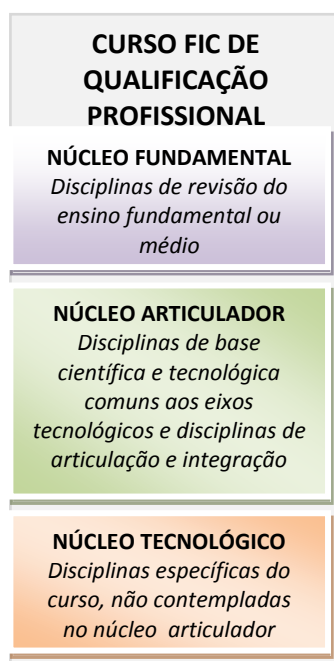 CURSO FIC DE
QUALIFICAÇÃO
PROFISSIONAL
NÚCLEO FUNDAMENTAL
Disciplinas de revisão do
ensino fundamental ou
médio
NÚCLEO ARTICULADOR
Disciplinas de base
científica e tecnológica
comuns aos eixos
tecnológicos e disciplinas de
articulação e integração
NÚCLEO TECNOLÓGICO
Disciplinas específicas do
curso, não contempladas
no núcleo articulador